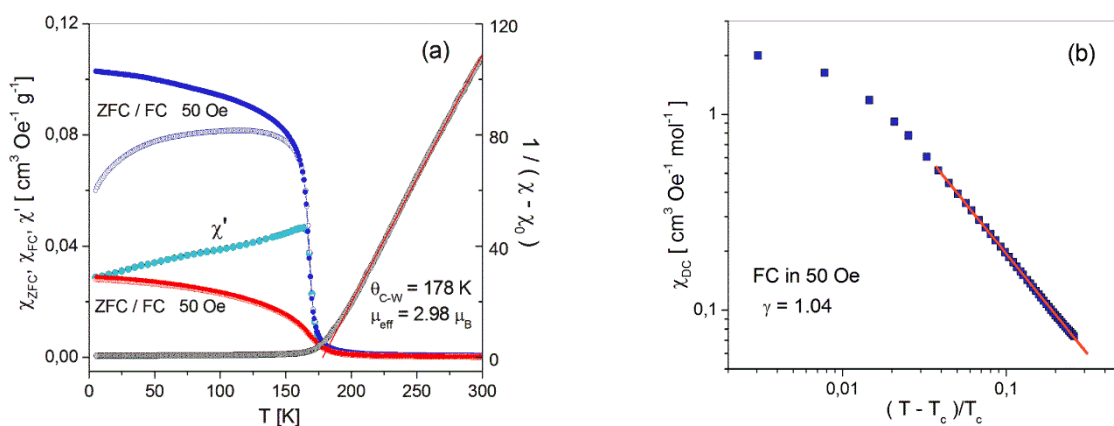 (a)
χZFC, χFC, χ' [ cm³ Oe⁻¹ g⁻¹ ]
0,12
0,08
0,04
0,00
ZFC / FC 50 Oe
χ'
ZFC / FC 50 Oe
θC-W = 178 K
μeff = 2.98 μB
120
80
40
0
1 / ( χ - χ₀ )
0 50 100 150 200 250 300
T [K]
(b)
χDC [ cm³ Oe⁻¹ mol⁻¹ ]
1
0,1
FC in 50 Oe
γ = 1.04
0,01 0,1
( T - Tc )/Tc